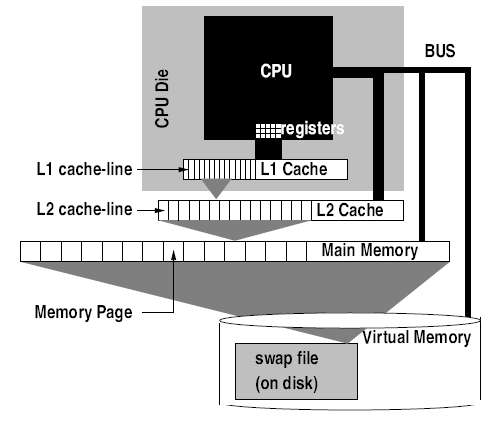 BUS
CPU
CPU Die
registers
L1 cache-line
L1 Cache
L2 cache-line
L2 Cache
Main Memory
Memory Page
Virtual Memory
swap file
(on disk)